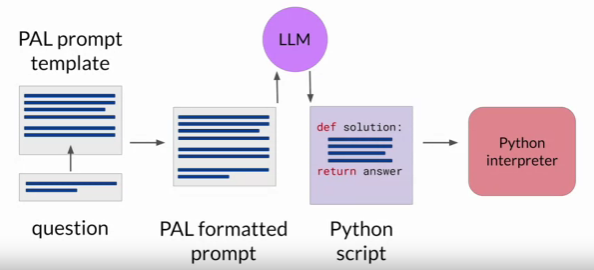 PAL prompt
template
LLM
def solution:
return answer
Python
interpreter
question
PAL formatted
prompt
Python
script